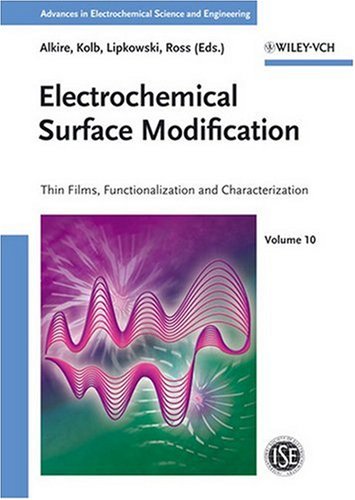 Advances in Electrochemical Science and Engineering
Alkire, Kolb, Lipkowski, Ross (Eds.)
WILEY-VCH
Electrochemical
Surface Modification
Thin Films, Functionalization and Characterization
Volume 10
ISE